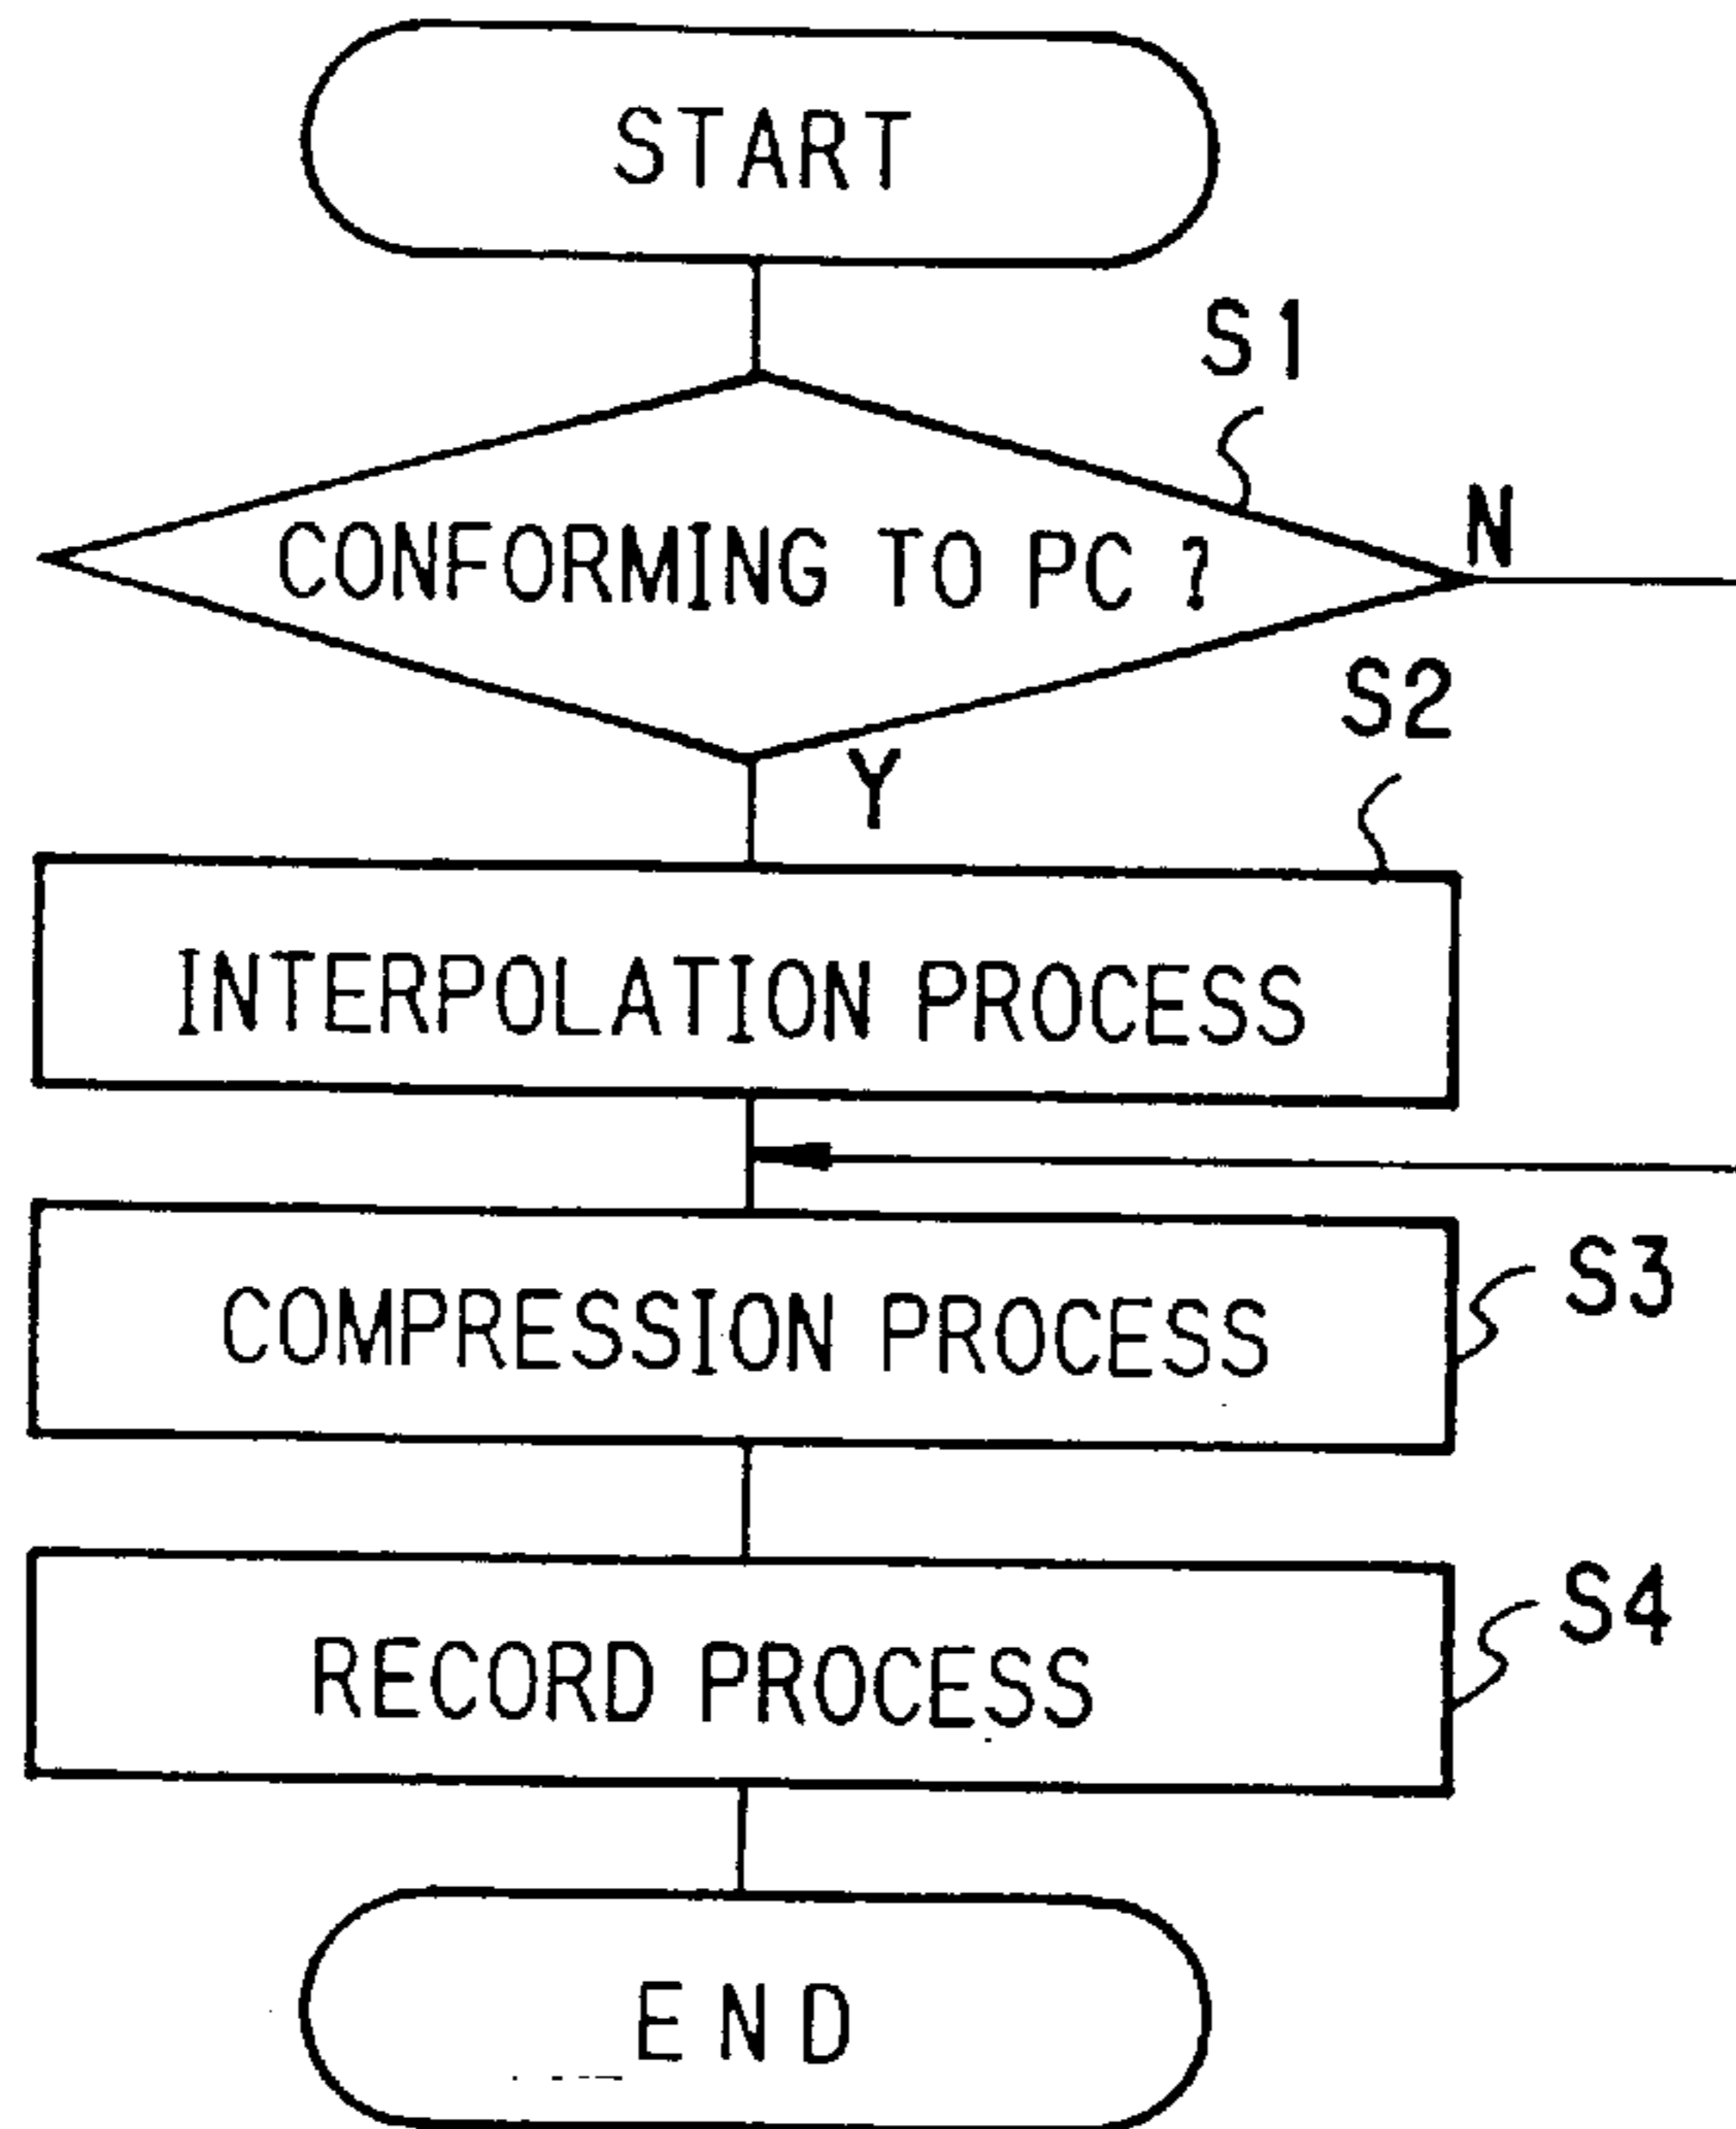 START
S1
CONFORMING TO PC ?
N
S2
Y
INTERPOLATION PROCESS
COMPRESSION PROCESS
S3
RECORD PROCESS
S4
END